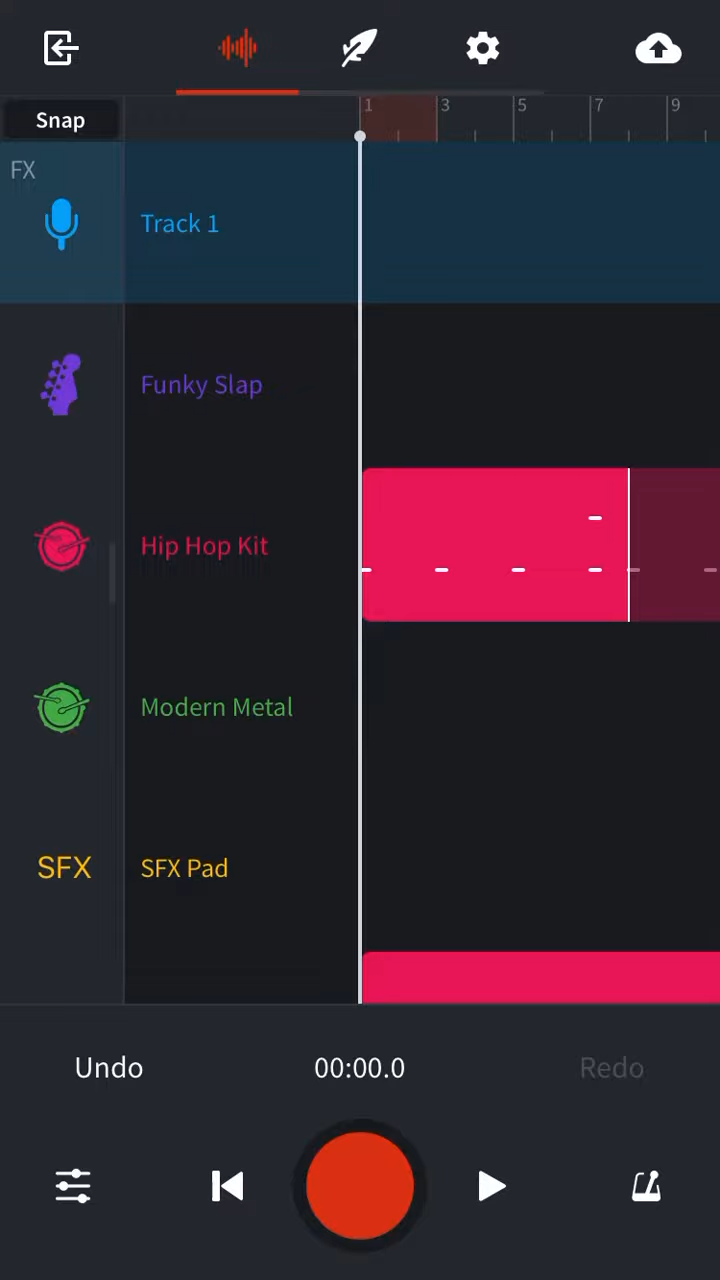 Snap
1 3 5 7 9
FX
Track 1
Funky Slap
Hip Hop Kit
Modern Metal
SFX
SFX Pad
Undo
00:00.0
Redo